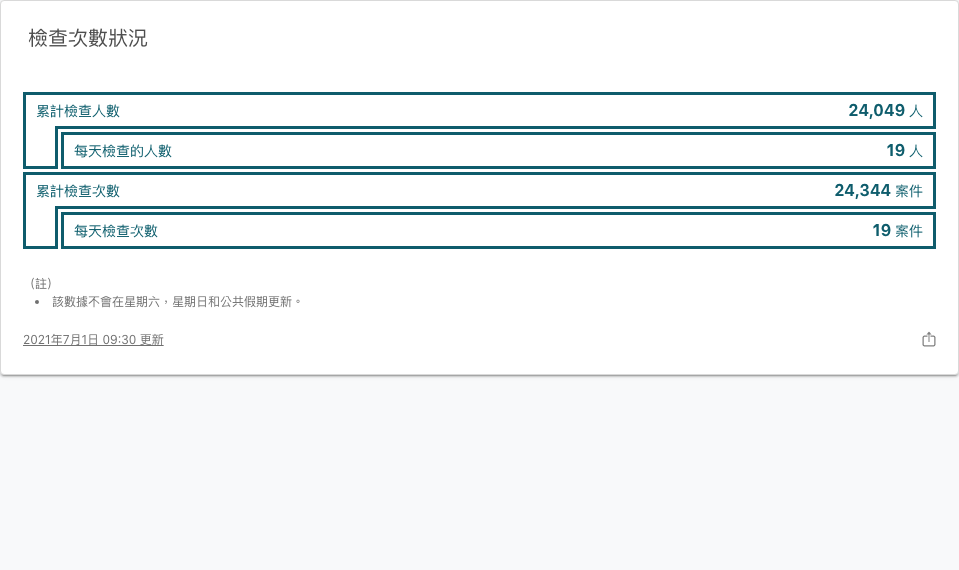 檢查次數狀況
累計檢查人數 24,049 人
每天檢查的人數 19 人
累計檢查次數 24,344 案件
每天檢查次數 19 案件
（註）
• 該數據不會在星期六，星期日和公共假期更新。
2021年7月1日 09:30 更新